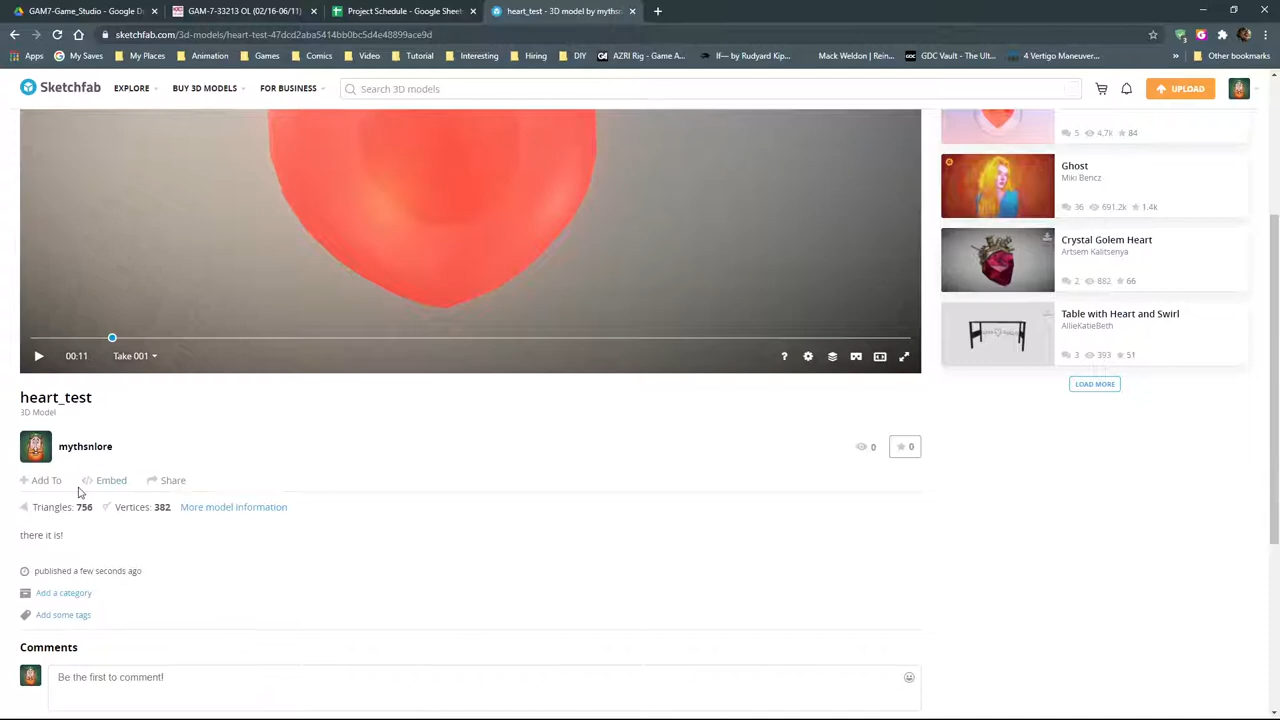 GAM7-Game_Studio - Google D
GAM-7-33213 OL (02/16-06/11)
Project Schedule - Google Sheets
heart_test - 3D model by mythsn
sketchfab.com/3d-models/heart-test-47dcd2aba5414bb0bc5d4e48899ace9d
Apps
My Saves
My Places
Animation
Games
Comics
Video
Tutorial
Interesting
Hiring
DIY
AZRI Rig - Game A...
If— by Rudyard Kip...
Mack Weldon | Rein...
GDC Vault - The Ult...
4 Vertigo Maneuver...
Other bookmarks
Sketchfab
EXPLORE
BUY 3D MODELS
FOR BUSINESS
Search 3D models
UPLOAD
5 4.7k 84
Ghost
Miki Bencz
36 691.2k 1.4k
Crystal Golem Heart
Artsem Kalitsenya
2 882 66
Table with Heart and Swirl
AllieKatieBeth
3 393 51
LOAD MORE
00:11
Take 001
?
heart_test
3D Model
mythsnlore
0
0
Add To
Embed
Share
Triangles: 756
Vertices: 382
More model information
there it is!
published a few seconds ago
Add a category
Add some tags
Comments
Be the first to comment!